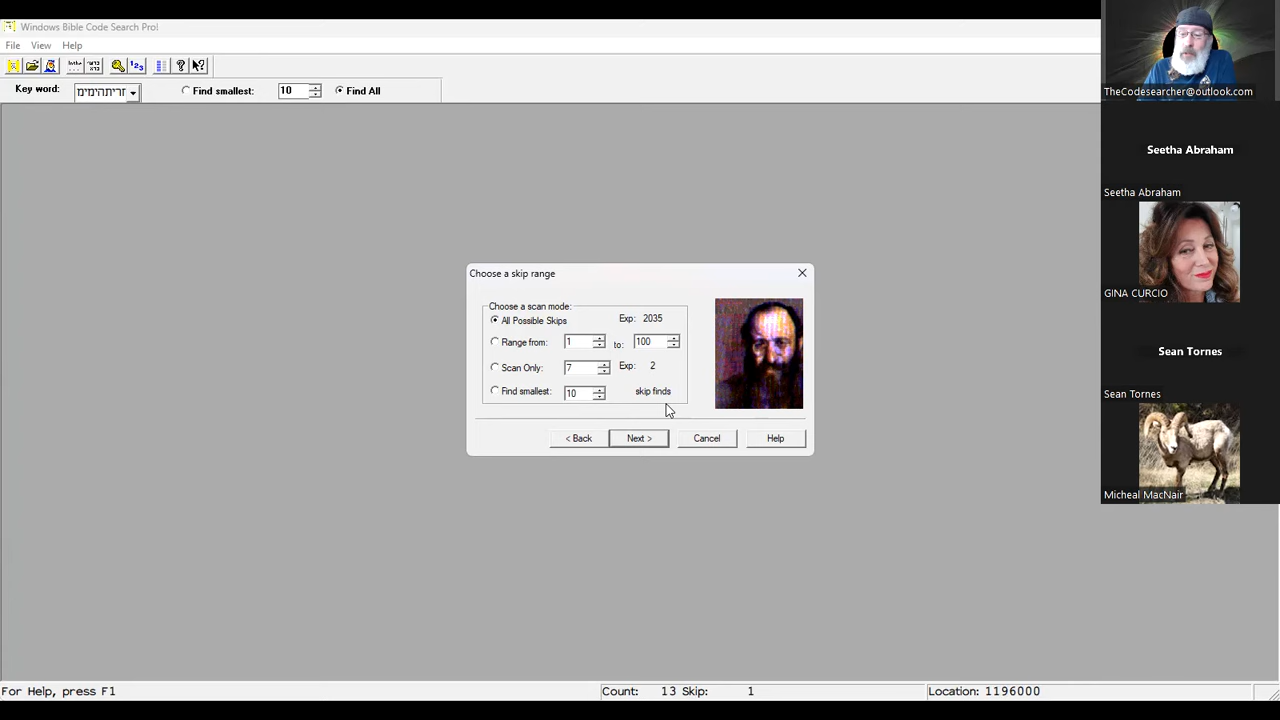 Windows Bible Code Search Pro!
File View Help
Key word: זריתהימימ Find smallest: 10 Find All
Choose a skip range
Choose a scan mode:
All Possible Skips Exp: 2035
Range from: 1 to: 100
Scan Only: 7 Exp: 2
Find smallest: 10 skip finds
< Back Next > Cancel Help
For Help, press F1 Count: 13 Skip: 1 Location: 1196000
TheCodesearcher@outlook.com
Seetha Abraham
Seetha Abraham
GINA CURCIO
Sean Tornes
Sean Tornes
Micheal MacNair